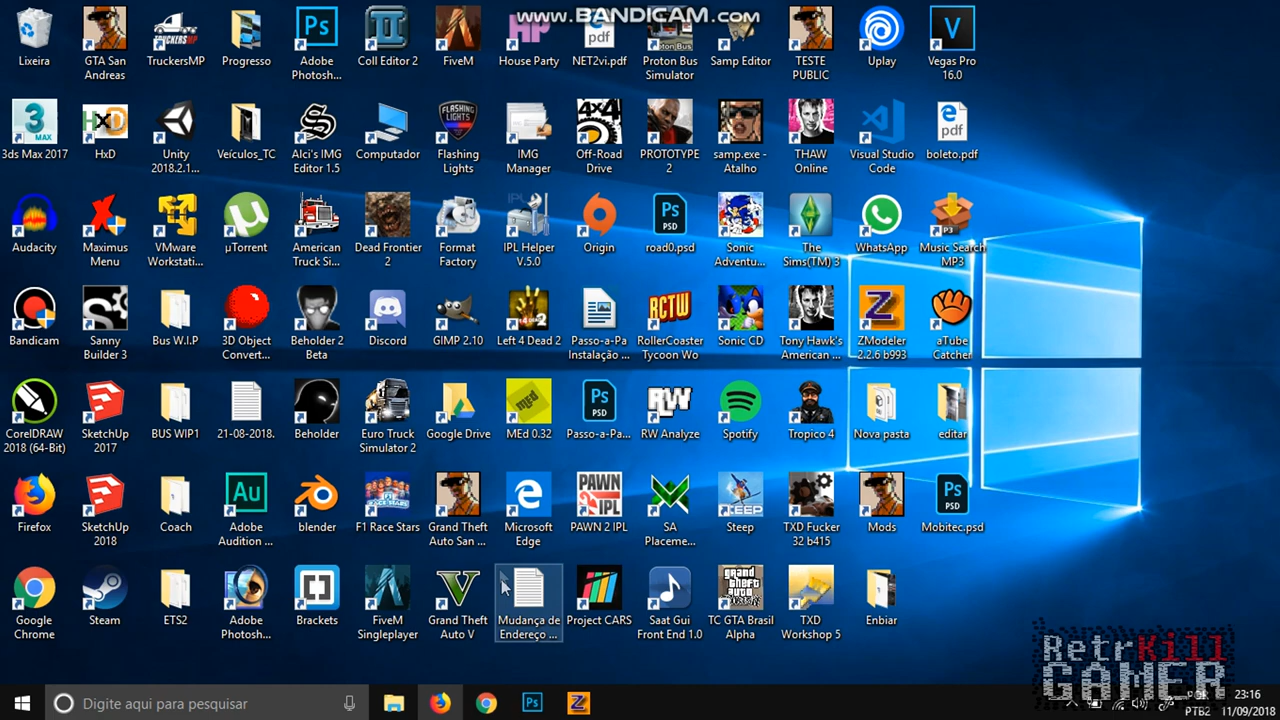 www.BANDICAM.com
Lixeira
GTA San
Andreas
TruckersMP
Progresso
Adobe
Photosh...
Coll Editor 2
FiveM
House Party
NET2vi.pdf
Proton Bus
Simulator
Samp Editor
TESTE
PUBLIC
Uplay
Vegas Pro
16.0
3ds Max 2017
HxD
Unity
2018.2.1...
Veículos_TC
Alci's IMG
Editor 1.5
Computador
Flashing
Lights
IMG
Manager
Off-Road
Drive
PROTOTYPE
2
samp.exe -
Atalho
THAW
Online
Visual Studio
Code
boleto.pdf
Audacity
Maximus
Menu
VMware
Workstati...
µTorrent
American
Truck Si...
Dead Frontier
2
Format
Factory
IPL Helper
V.5.0
Origin
road0.psd
Sonic
Adventu...
The
Sims(TM) 3
WhatsApp
Music Search
MP3
Bandicam
Sanny
Builder 3
Bus W.I.P
3D Object
Convert...
Beholder 2
Beta
Discord
GIMP 2.10
Left 4 Dead 2
Passo-a-Pa
Instalação ...
RollerCoaster
Tycoon Wo
Sonic CD
Tony Hawk's
American ...
ZModeler
2.2.6 b993
aTube
Catcher
CorelDRAW
2018 (64-Bit)
SketchUp
2017
BUS WIP1
21-08-2018.
Beholder
Euro Truck
Simulator 2
Google Drive
MEd 0.32
Passo-a-Pa...
RW Analyze
Spotify
Tropico 4
Nova pasta
editar
Firefox
SketchUp
2018
Coach
Adobe
Audition ...
blender
F1 Race Stars
Grand Theft
Auto San ...
Microsoft
Edge
PAWN 2 IPL
SA
Placeme...
Steep
TXD Fucker
32 b415
Mods
Mobitec.psd
Google
Chrome
Steam
ETS2
Adobe
Photosh...
Brackets
FiveM
Singleplayer
Grand Theft
Auto V
Mudança de
Endereço ...
Project CARS
Saat Gui
Front End 1.0
TC GTA Brasil
Alpha
TXD
Workshop 5
Enbiar
RetrKill
GAMER
Digite aqui para pesquisar
POR
PTB2
23:16
11/09/2018